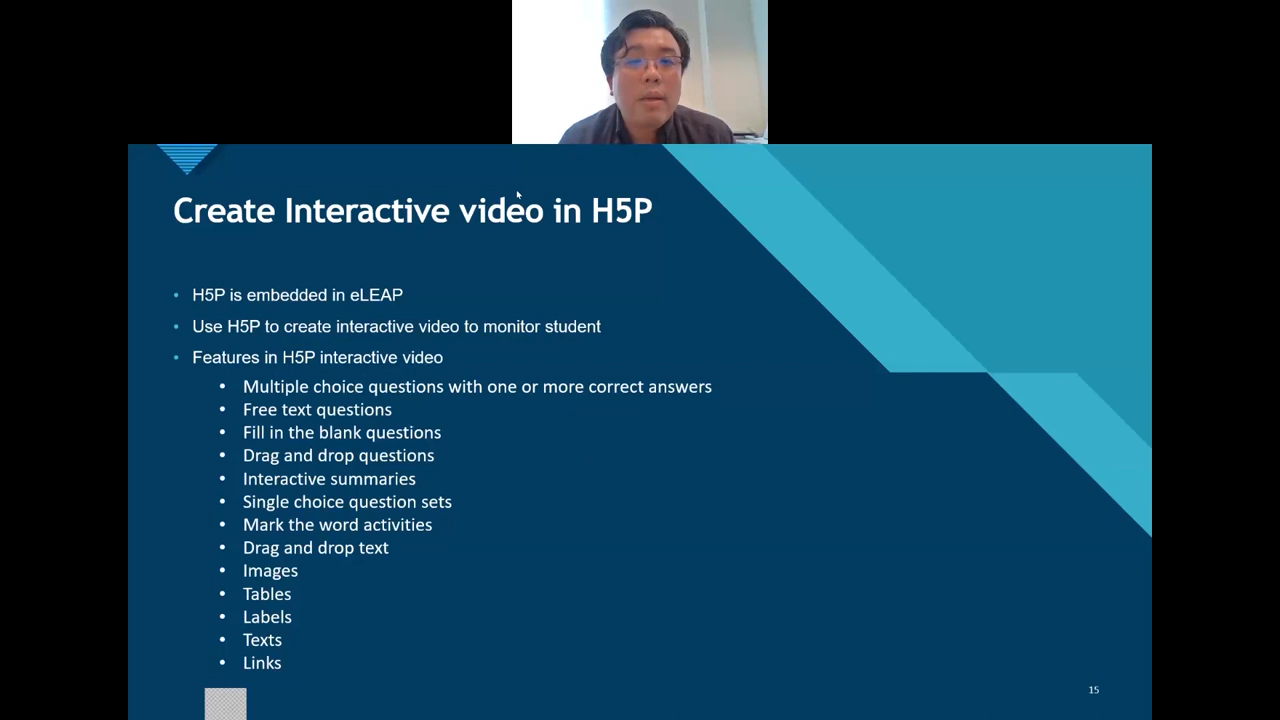 Create Interactive video in H5P
• H5P is embedded in eLEAP
• Use H5P to create interactive video to monitor student
• Features in H5P interactive video
• Multiple choice questions with one or more correct answers
• Free text questions
• Fill in the blank questions
• Drag and drop questions
• Interactive summaries
• Single choice question sets
• Mark the word activities
• Drag and drop text
• Images
• Tables
• Labels
• Texts
• Links
15